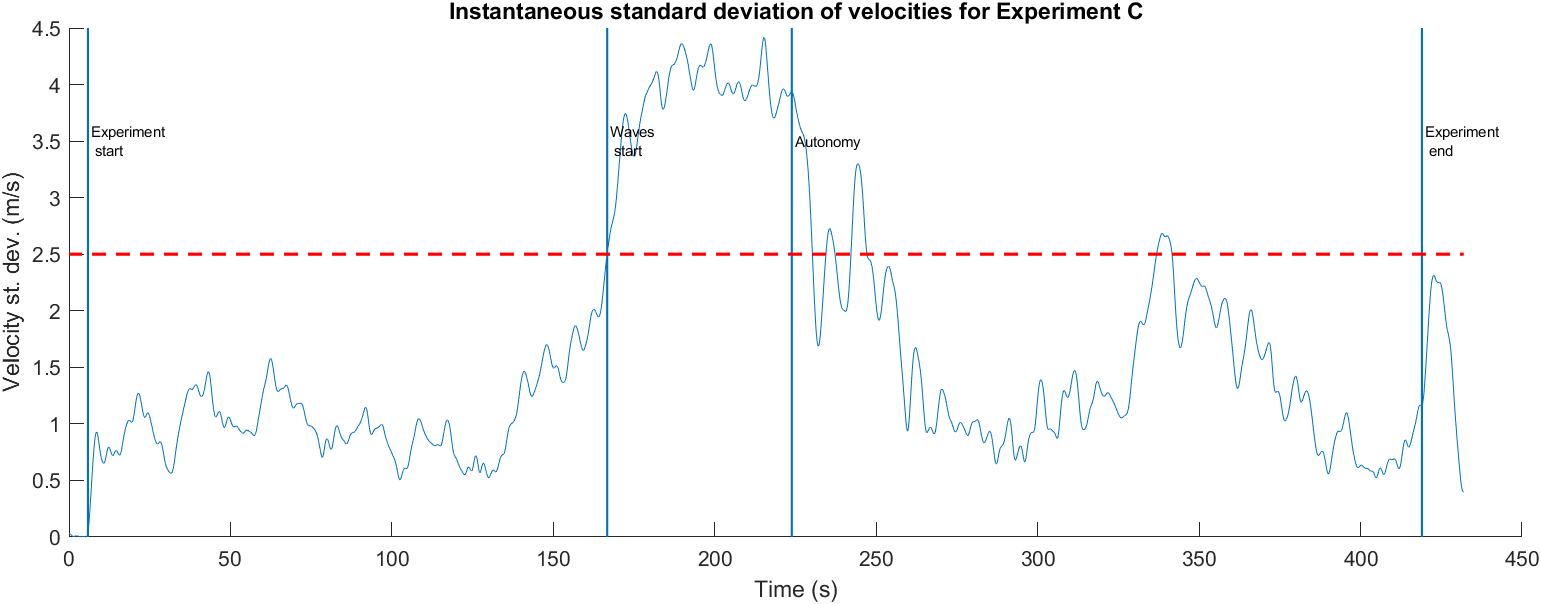 Instantaneous standard deviation of velocities for Experiment C
Velocity st. dev. (m/s)
4.5
4
3.5
3
2.5
2
1.5
1
0.5
0
Experiment
start
Waves
start
Autonomy
Experiment
end
0 50 100 150 200 250 300 350 400 450
Time (s)